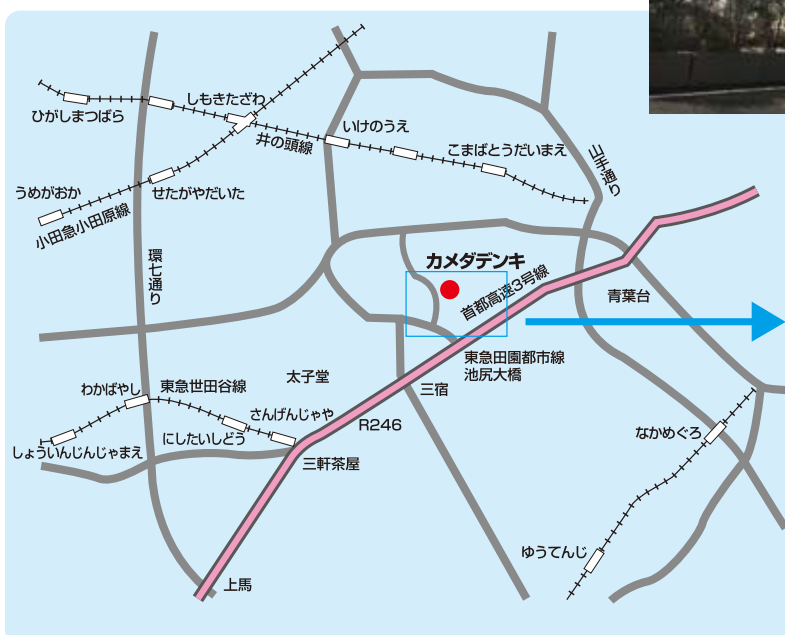 しもきたざわ
ひがしまつばら
いけのうえ
井の頭線
こまばとうだいまえ
山手通り
うめがおか
せたがやだいた
小田急小田原線
環七通り
カメダデンキ
首都高速3号線
青葉台
東急田園都市線
池尻大橋
太子堂
三宿
わかばやし
東急世田谷線
さんげんじゃや
R246
にしたいしどう
しょういんじんじゃまえ
三軒茶屋
なかめぐろ
ゆうてんじ
上馬